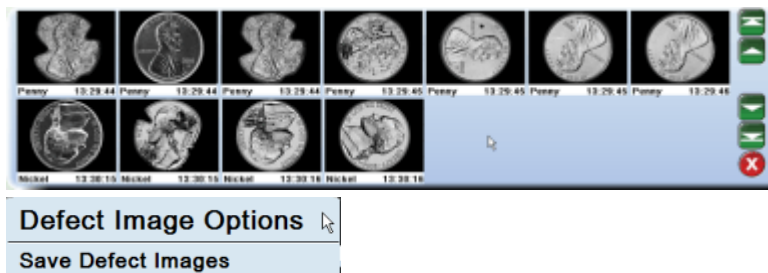 Penny 13:29:44 Penny 13:29:44 Penny 13:29:44 Penny 13:29:45 Penny 13:29:45 Penny 13:29:45 Penny 13:29:46
Nickel 13:30:15 Nickel 13:30:15 Nickel 13:30:16 Nickel 13:30:16
Defect Image Options
Save Defect Images